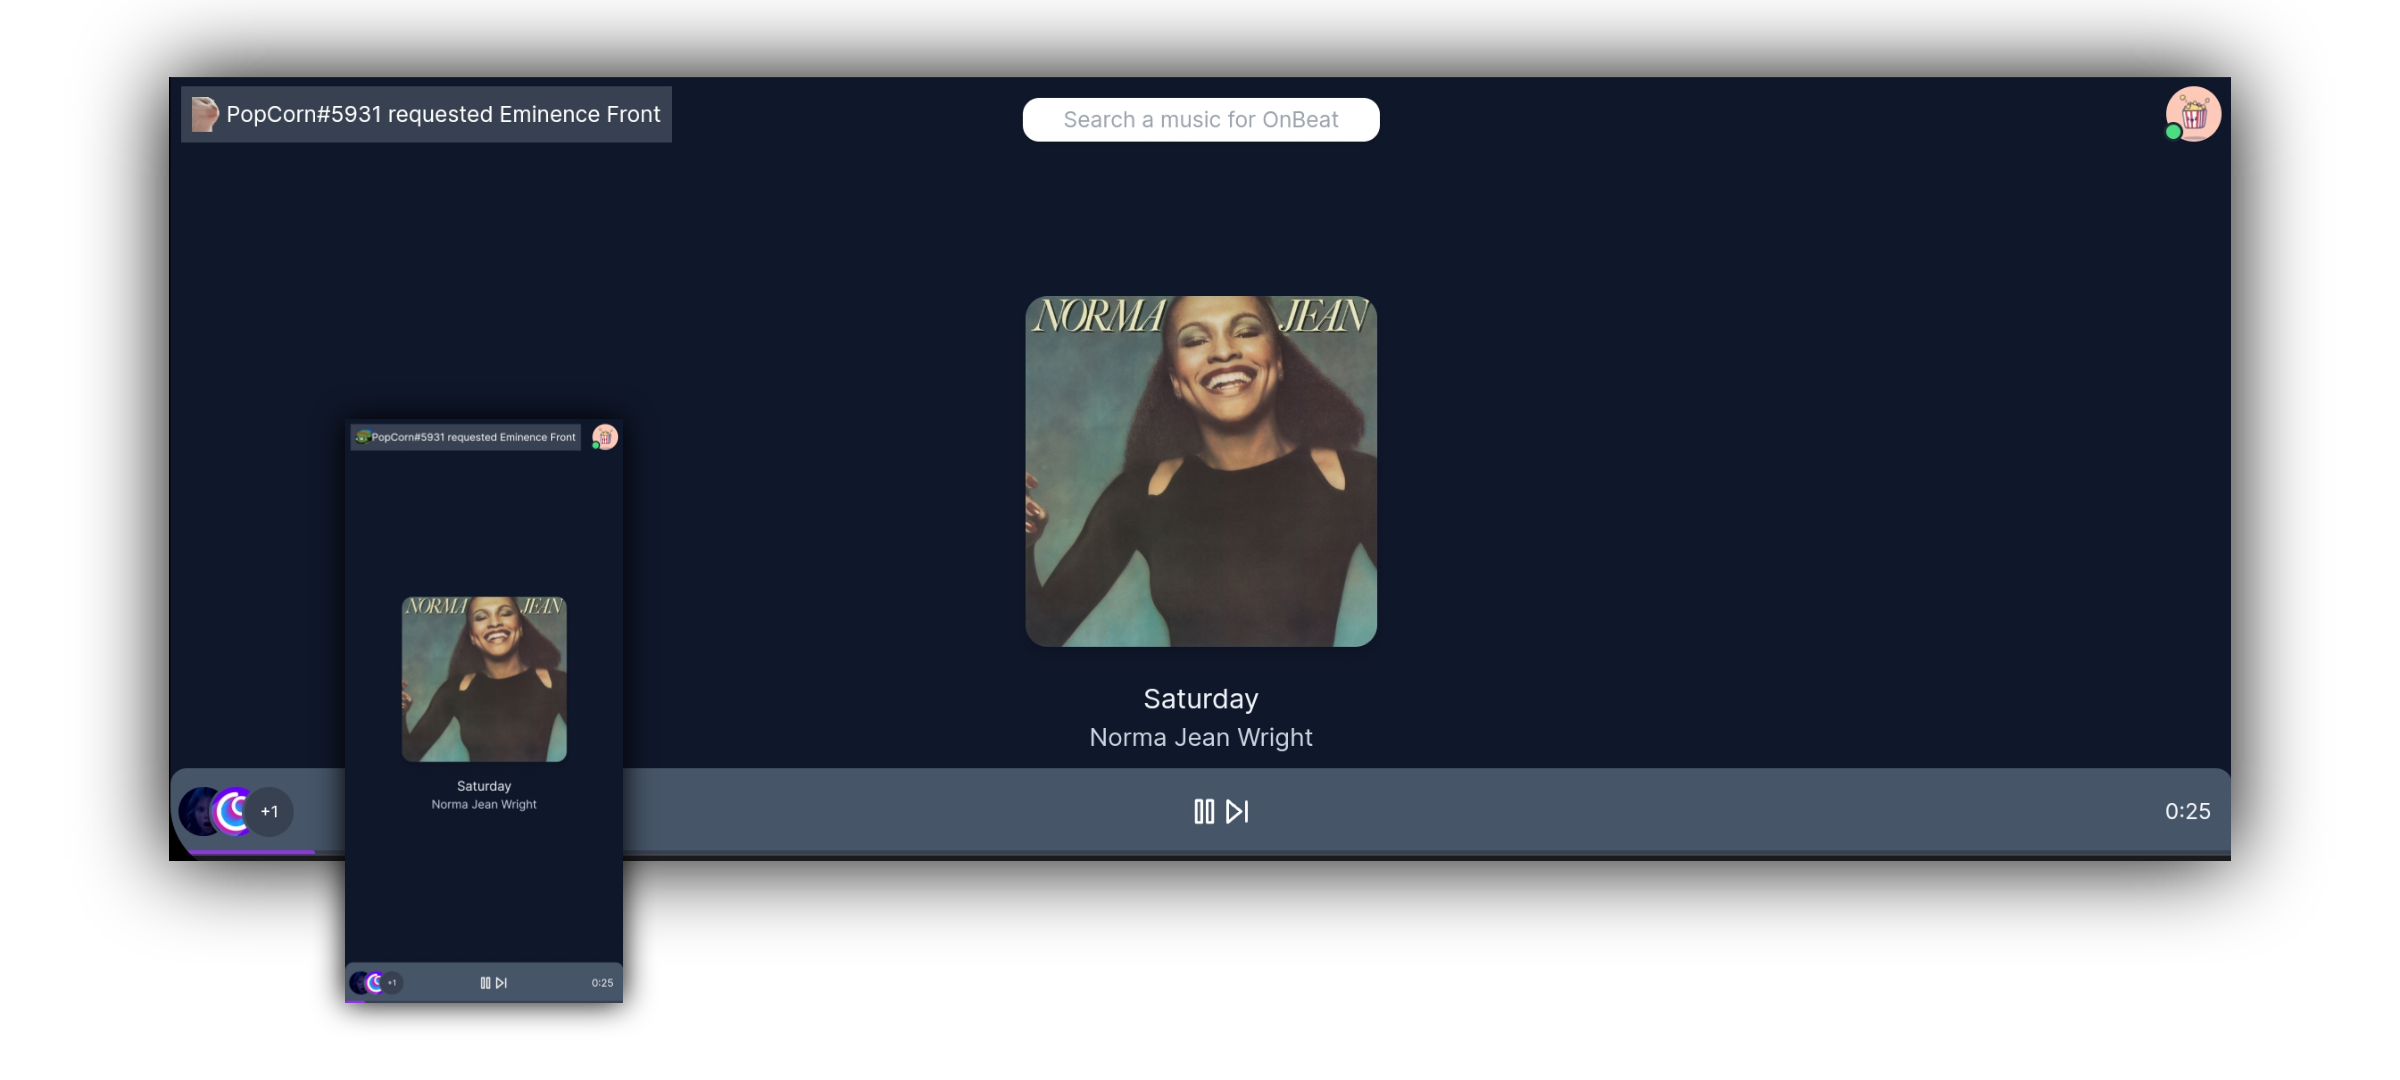 PopCorn#5931 requested Eminence Front
Search a music for OnBeat
NORMA JEAN
Saturday
Norma Jean Wright
+1
0:25
PopCorn#5931 requested Eminence Front
NORMA JEAN
Saturday
Norma Jean Wright
+1
0:25